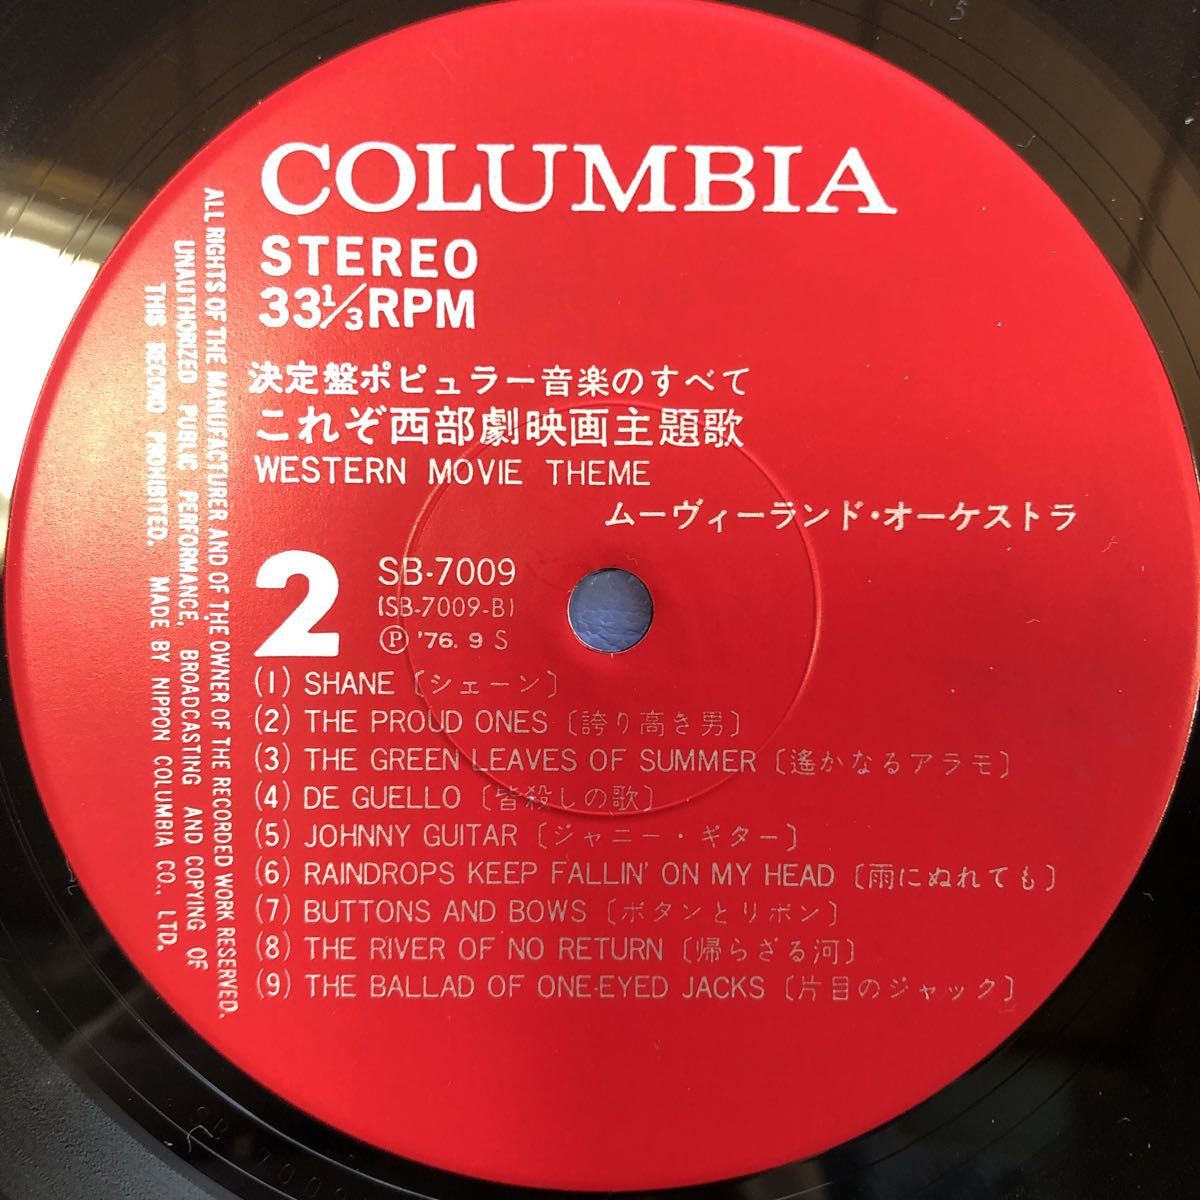 COLUMBIA
STEREO
33⅓RPM
決定盤ポピュラー音楽のすべて
これぞ西部劇映画主題歌
WESTERN MOVIE THEME
ムーヴィーランド・オーケストラ
2
SB-7009
(SB-7009-B)
Ⓟ '76. 9 S
(1) SHANE〔シェーン〕
(2) THE PROUD ONES〔誇り高き男〕
(3) THE GREEN LEAVES OF SUMMER〔遙かなるアラモ〕
(4) DE GUELLO〔皆殺しの歌〕
(5) JOHNNY GUITAR〔ジャニー・ギター〕
(6) RAINDROPS KEEP FALLIN' ON MY HEAD〔雨にぬれても〕
(7) BUTTONS AND BOWS〔ボタンとリボン〕
(8) THE RIVER OF NO RETURN〔帰らざる河〕
(9) THE BALLAD OF ONE-EYED JACKS〔片目のジャック〕
ALL RIGHTS OF THE MANUFACTURER AND OF THE OWNER OF THE RECORDED WORK RESERVED.
UNAUTHORIZED PUBLIC PERFORMANCE, BROADCASTING AND COPYING OF
THIS RECORD PROHIBITED. MADE BY NIPPON COLUMBIA CO., LTD.